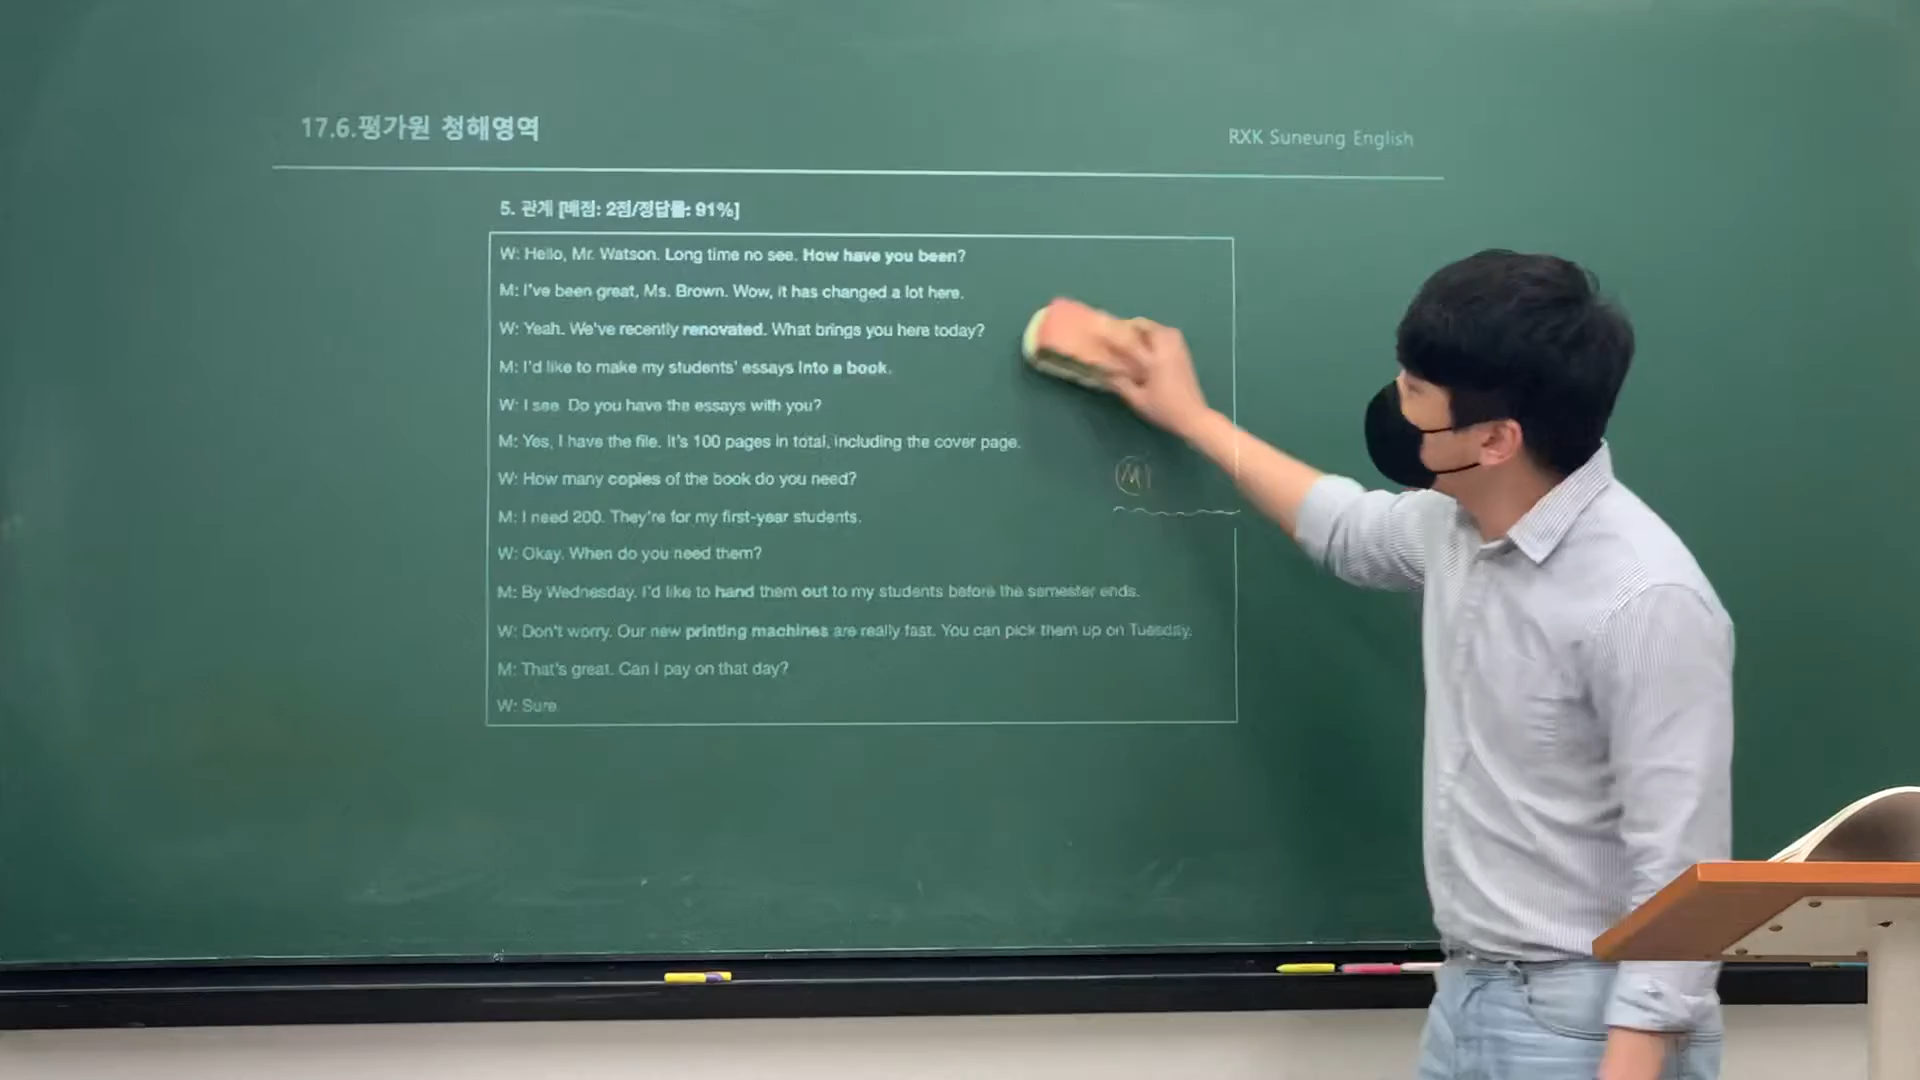 17.6.평가원 청해영역
RXK Suneung English
5. 관계 [배점: 2점/정답률: 91%]
W: Hello, Mr. Watson. Long time no see. How have you been?
M: I've been great, Ms. Brown. Wow, it has changed a lot here.
W: Yeah. We've recently renovated. What brings you here today?
M: I'd like to make my students' essays into a book.
W: I see. Do you have the essays with you?
M: Yes, I have the file. It's 100 pages in total, including the cover page.
W: How many copies of the book do you need?
M: I need 200. They're for my first-year students.
W: Okay. When do you need them?
M: By Wednesday. I'd like to hand them out to my students before the semester ends.
W: Don't worry. Our new printing machines are really fast. You can pick them up on Tuesday.
M: That's great. Can I pay on that day?
W: Sure.
M